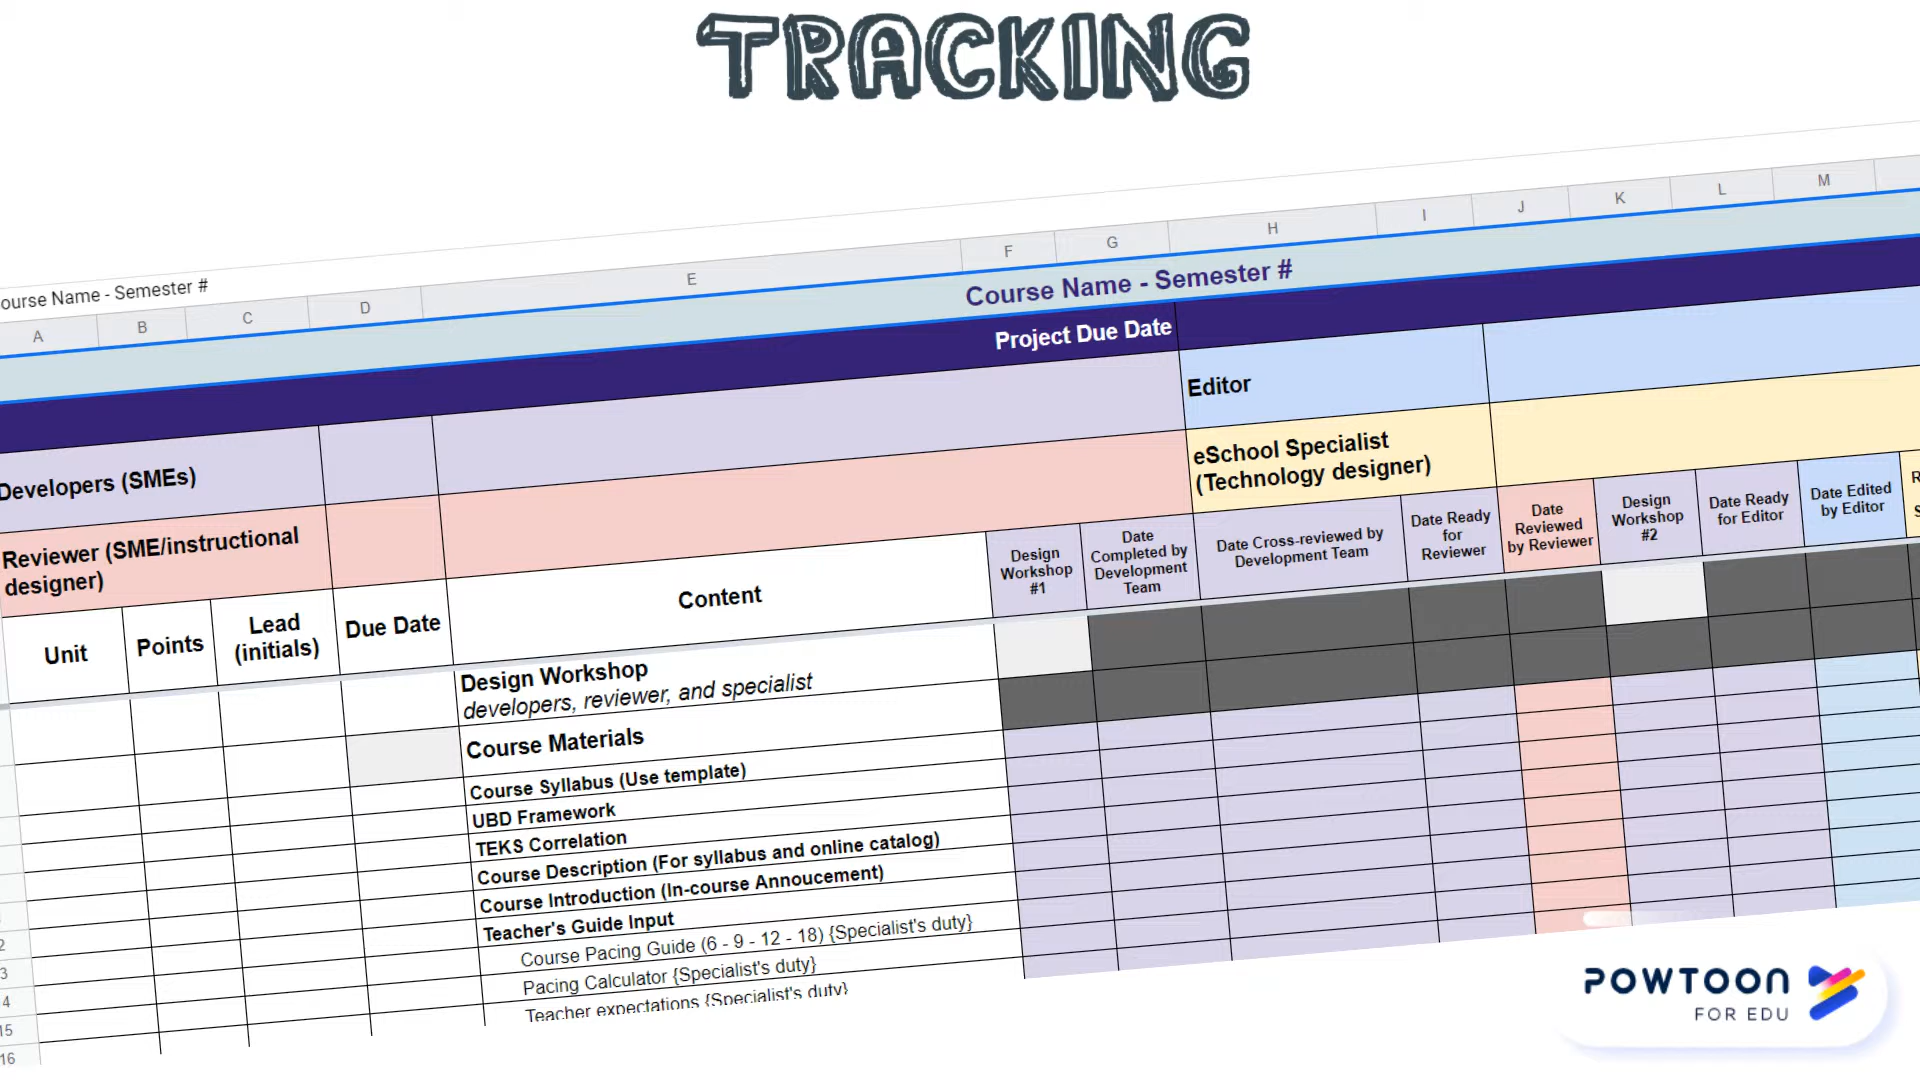 TRACKING
ourse Name - Semester #
A B C D E F G H I J K L M
Course Name - Semester #
Project Due Date
Developers (SMEs)
Editor
Reviewer (SME/instructional
designer)
eSchool Specialist
(Technology designer)
Unit
Points
Lead
(initials)
Due Date
Content
Design
Workshop
#1
Date
Completed by
Development
Team
Date Cross-reviewed by
Development Team
Date Ready
for
Reviewer
Date
Reviewed
by Reviewer
Design
Workshop
#2
Date Ready
for Editor
Date Edited
by Editor
R
S
Design Workshop
developers, reviewer, and specialist
Course Materials
Course Syllabus (Use template)
UBD Framework
TEKS Correlation
Course Description (For syllabus and online catalog)
Course Introduction (In-course Annoucement)
Teacher's Guide Input
2
Course Pacing Guide (6 - 9 - 12 - 18) {Specialist's duty}
3
Pacing Calculator {Specialist's duty}
4
Teacher expectations {Specialist's duty}
15
16
POWTOON
FOR EDU